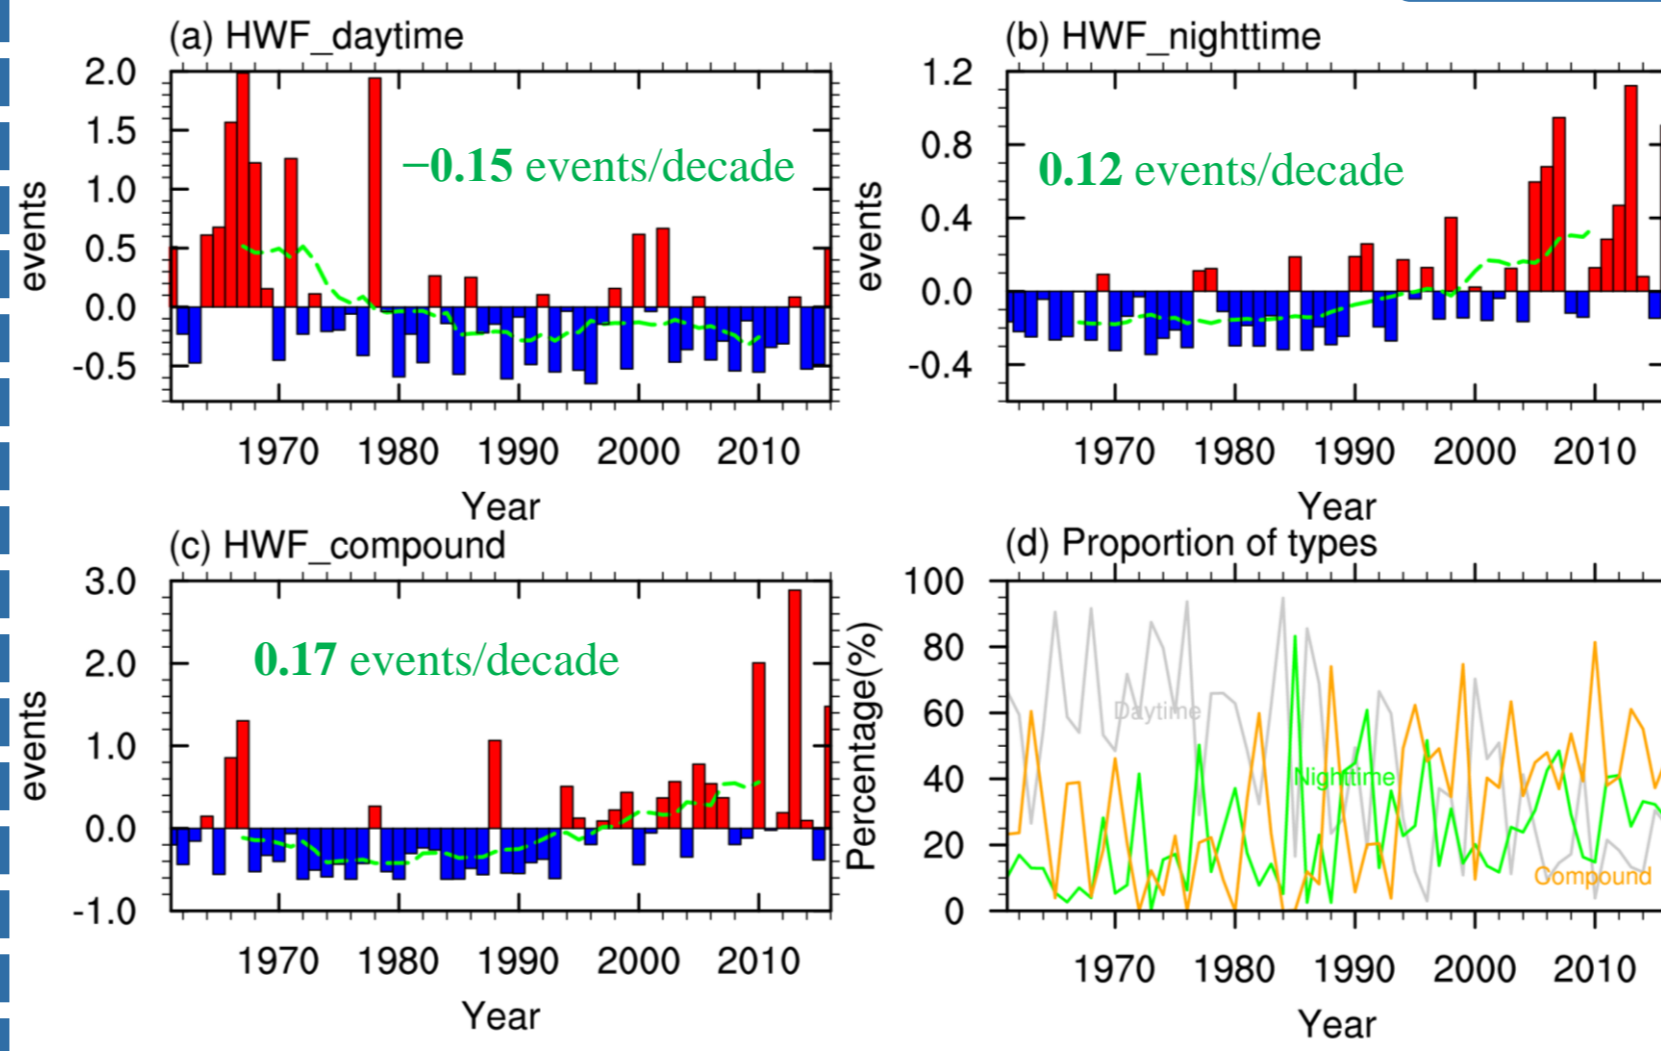 (a) HWF_daytime
2.0
1.5
1.0
0.5
0.0
-0.5
events
−0.15 events/decade
1970 1980 1990 2000 2010
Year
(b) HWF_nighttime
1.2
0.8
0.4
0.0
-0.4
events
0.12 events/decade
1970 1980 1990 2000 2010
Year
(c) HWF_compound
3.0
2.0
1.0
0.0
-1.0
events
0.17 events/decade
1970 1980 1990 2000 2010
Year
(d) Proportion of types
100
80
60
40
20
0
Percentage(%)
Daytime
Nighttime
Compound
1970 1980 1990 2000 2010
Year